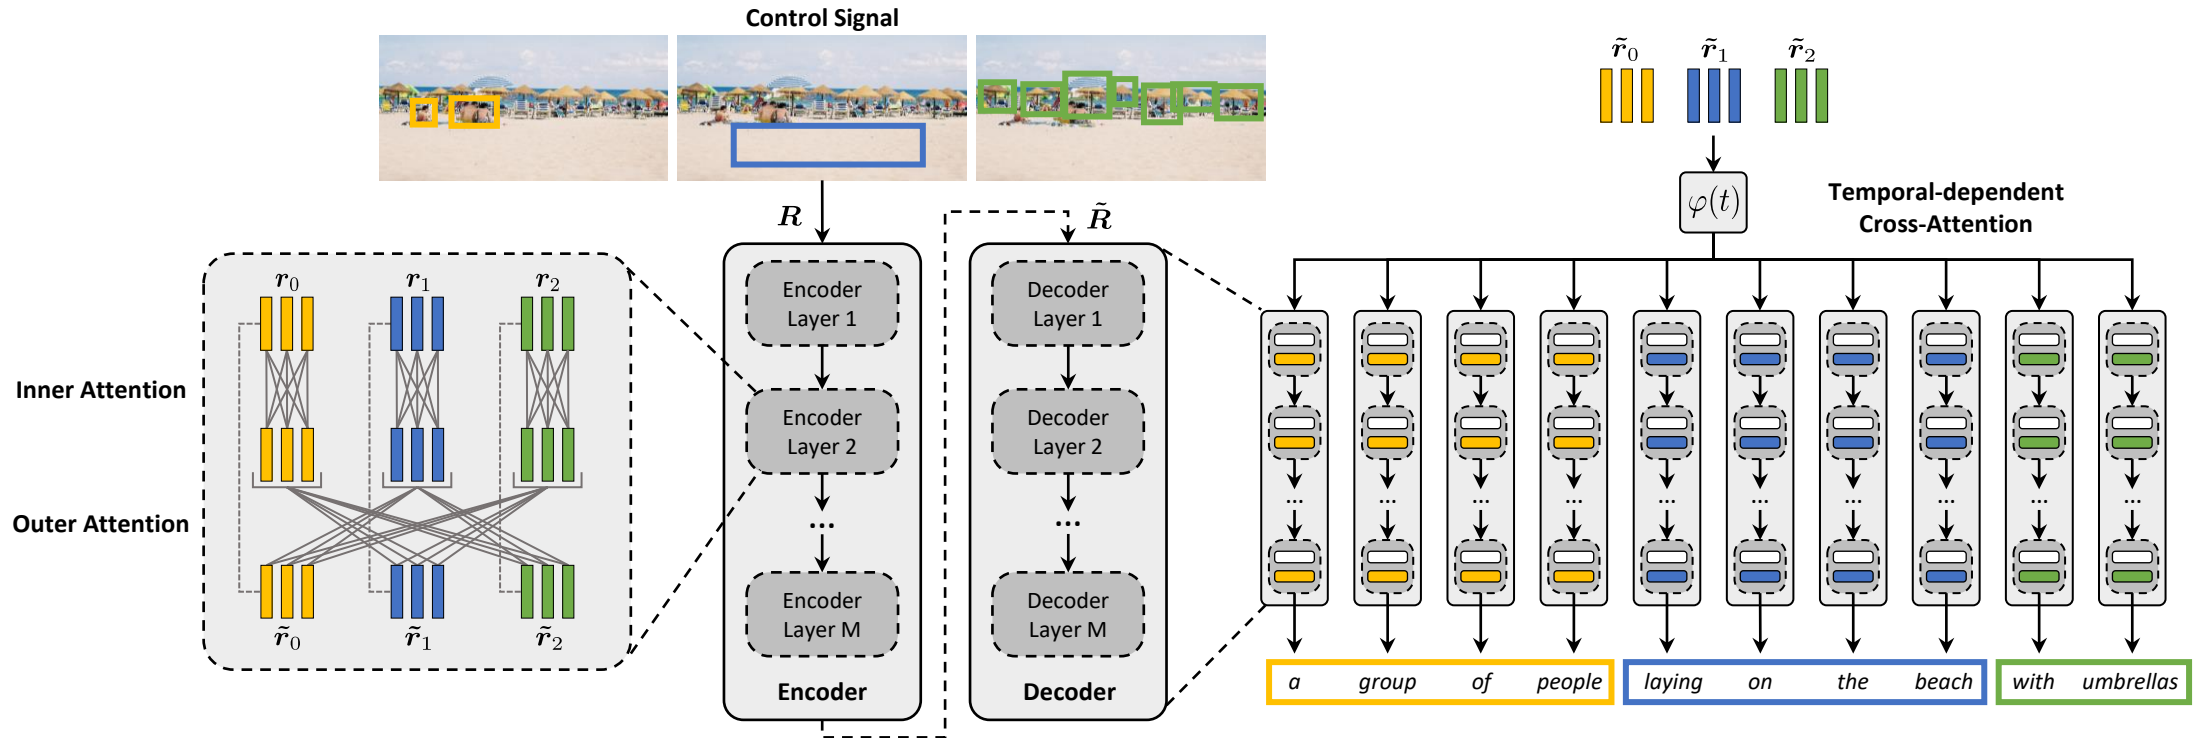 Control Signal
R
R̃
r₀ r₁ r₂
Inner Attention
Outer Attention
r̃₀ r̃₁ r̃₂
Encoder
Layer 1
Encoder
Layer 2
...
Encoder
Layer M
Encoder
Decoder
Layer 1
Decoder
Layer 2
...
Decoder
Layer M
Decoder
r̃₀ r̃₁ r̃₂
φ(t)
Temporal-dependent
Cross-Attention
... ... ... ... ... ... ... ... ... ...
a group of people laying on the beach with umbrellas